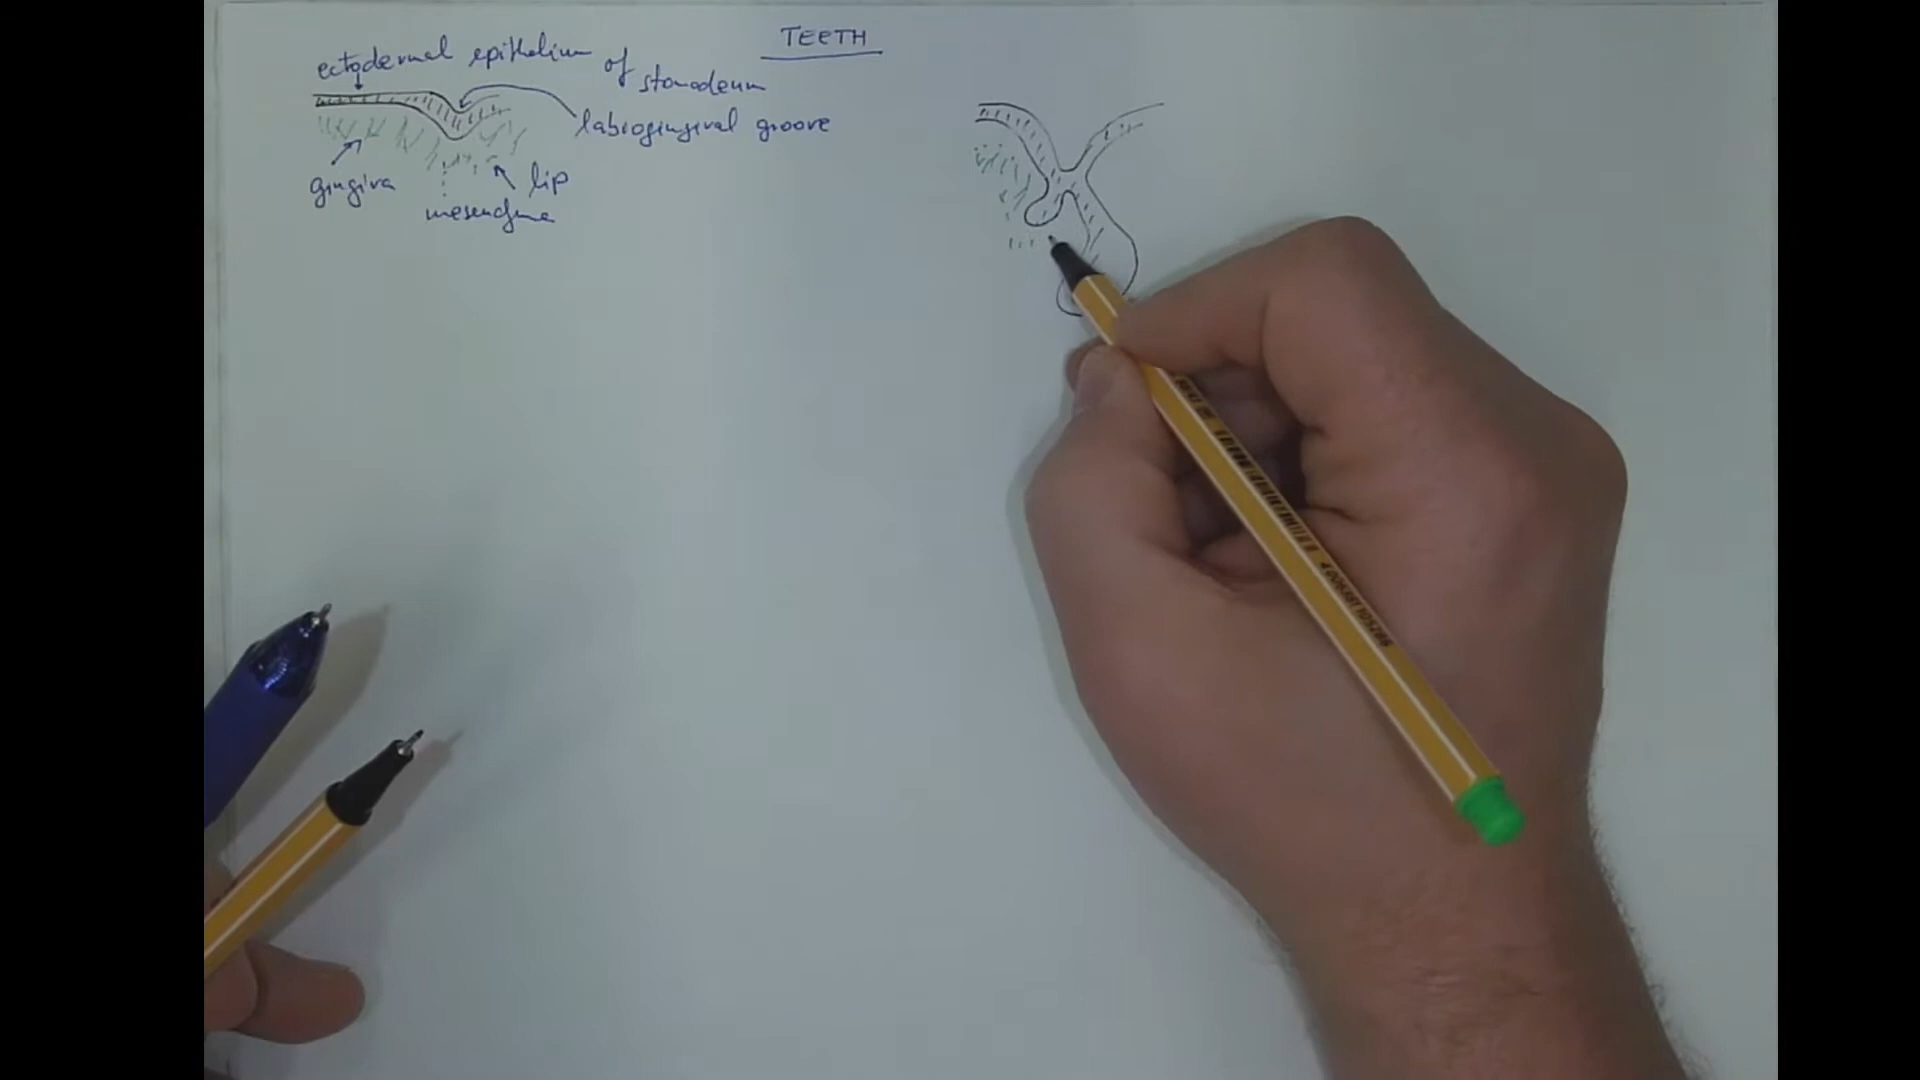 TEETH
ectodermal epithelium of stomodeum
labiogingival groove
gingiva
lip
mesenchyme